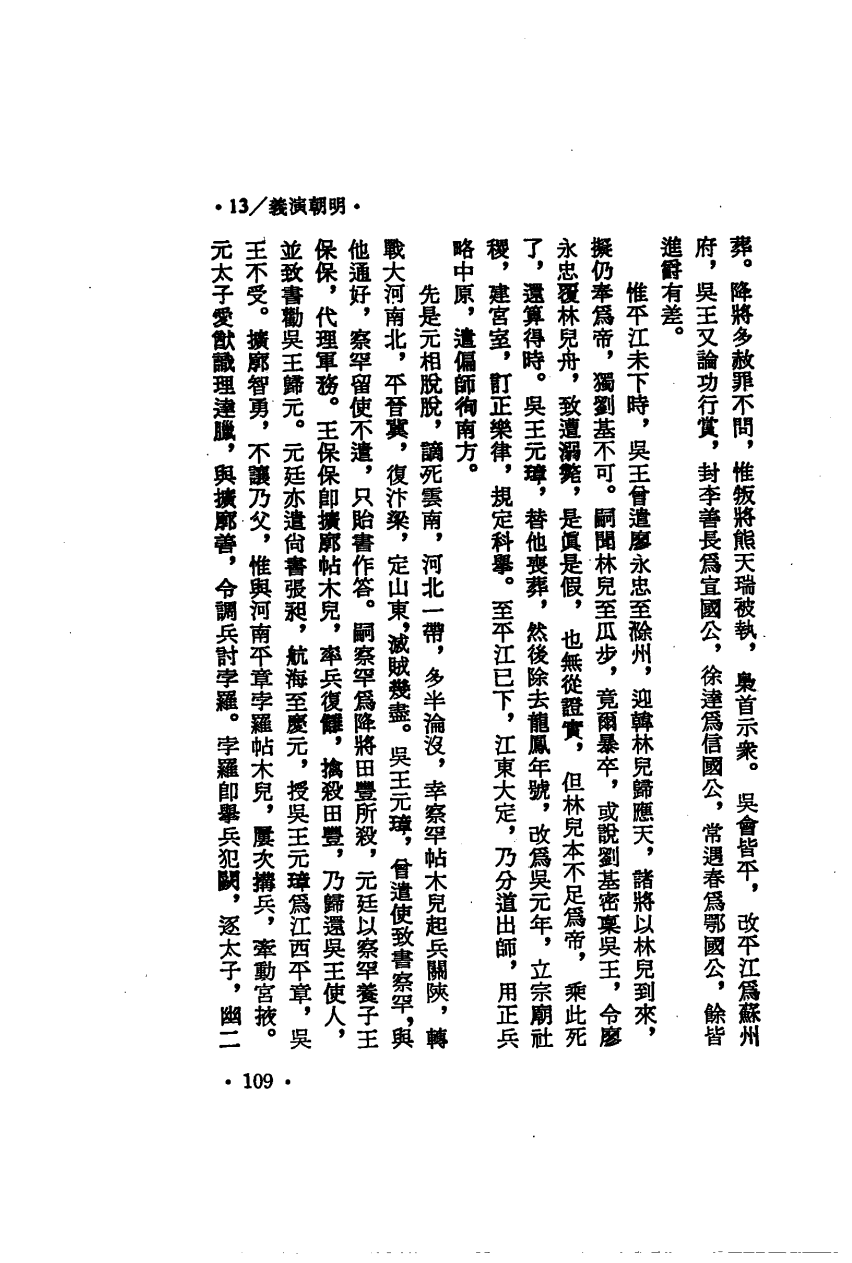 ·13/義演朝明·
葬。降將多赦罪不問，惟叛將熊天瑞被執，梟首示衆。吳會皆平，改平江爲蘇州
府，吳王又論功行賞，封李善長爲宣國公，徐達爲信國公，常遇春爲鄂國公，餘皆
進爵有差。
惟平江未下時，吳王曾遣廖永忠至滁州，迎韓林兒歸應天，諸將以林兒到來，
擬仍奉爲帝，獨劉基不可。嗣聞林兒至瓜步，竟爾暴卒，或說劉基密稟吳王，令廖
永忠覆林兒舟，致遭溺斃，是眞是假，也無從證實，但林兒本不足爲帝，乘此死
了，還算得時。吳王元璋，替他喪葬，然後除去龍鳳年號，改爲吳元年，立宗廟社
稷，建宮室，訂正樂律，規定科擧。至平江已下，江東大定，乃分道出師，用正兵
略中原，遣偏師徇南方。
先是元相脫脫，謫死雲南，河北一帶，多半淪沒，幸察罕帖木兒起兵關陝，轉
戰大河南北，平晉冀，復汴梁，定山東，滅賊幾盡。吳王元璋，曾遣使致書察罕，與
他通好，察罕留使不遣，只貽書作答。嗣察罕爲降將田豐所殺，元廷以察罕養子王
保保，代理軍務。王保保卽擴廓帖木兒，率兵復讎，擒殺田豐，乃歸還吳王使人，
並致書勸吳王歸元。元廷亦遣尙書張昶，航海至慶元，授吳王元璋爲江西平章，吳
王不受。擴廓智勇，不讓乃父，惟與河南平章孛羅帖木兒，屢次搆兵，牽動宮掖。
元太子愛猷識理達臘，與擴廓善，令調兵討孛羅。孛羅卽擧兵犯闕，逐太子，幽二
·109·